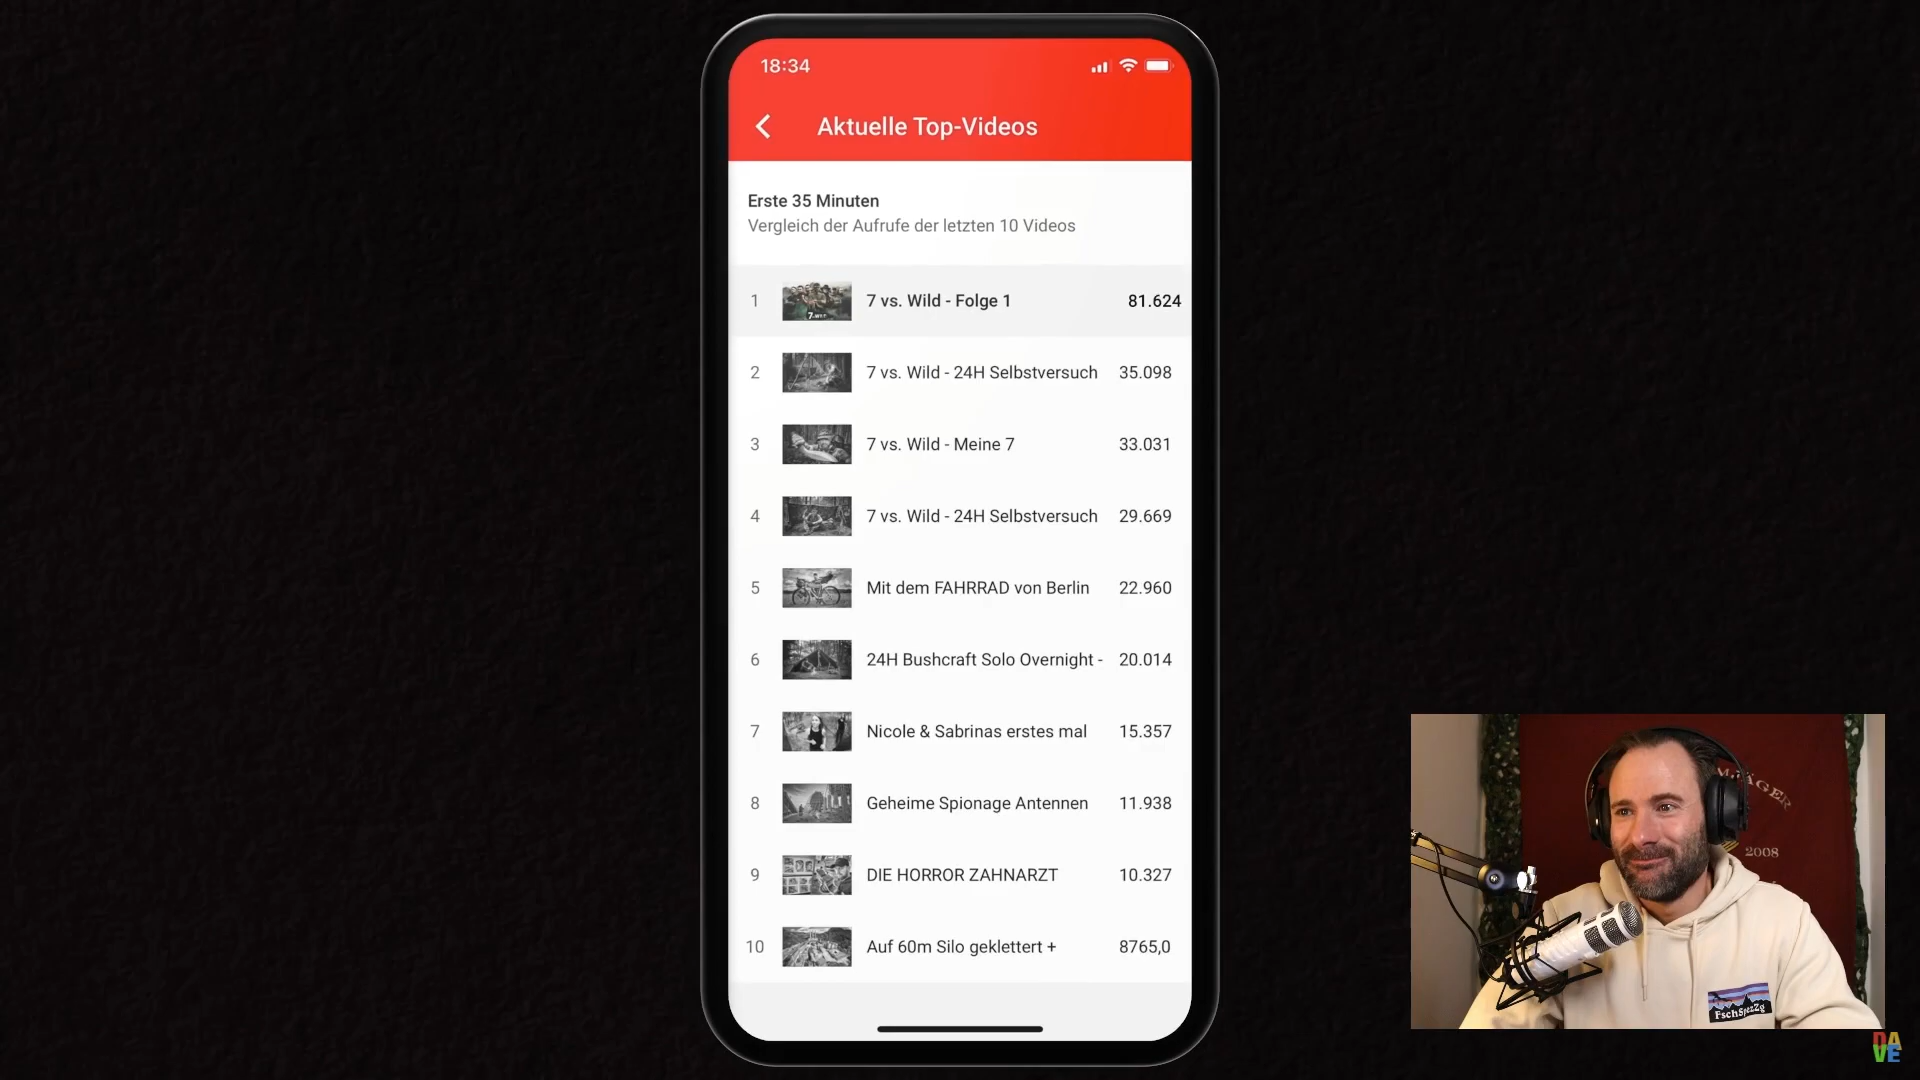 18:34
Aktuelle Top-Videos
Erste 35 Minuten
Vergleich der Aufrufe der letzten 10 Videos
1 7 vs. Wild - Folge 1 81.624
2 7 vs. Wild - 24H Selbstversuch 35.098
3 7 vs. Wild - Meine 7 33.031
4 7 vs. Wild - 24H Selbstversuch 29.669
5 Mit dem FAHRRAD von Berlin 22.960
6 24H Bushcraft Solo Overnight - 20.014
7 Nicole & Sabrinas erstes mal 15.357
8 Geheime Spionage Antennen 11.938
9 DIE HORROR ZAHNARZT 10.327
10 Auf 60m Silo geklettert + 8765,0
2008
DA
VE